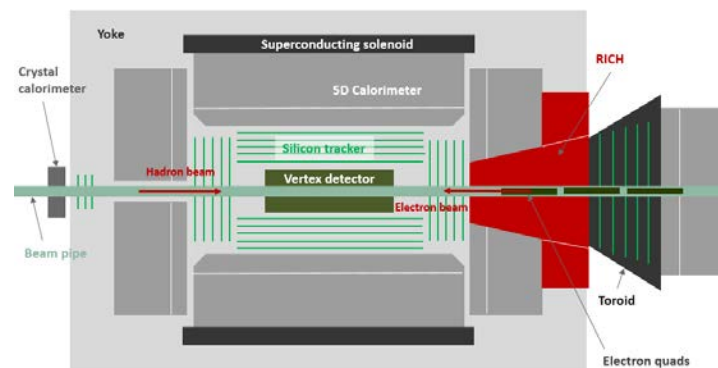 Yoke
Superconducting solenoid
Crystal
calorimeter
5D Calorimeter
RICH
Silicon tracker
Hadron beam
Vertex detector
Electron beam
Beam pipe
Toroid
Electron quads